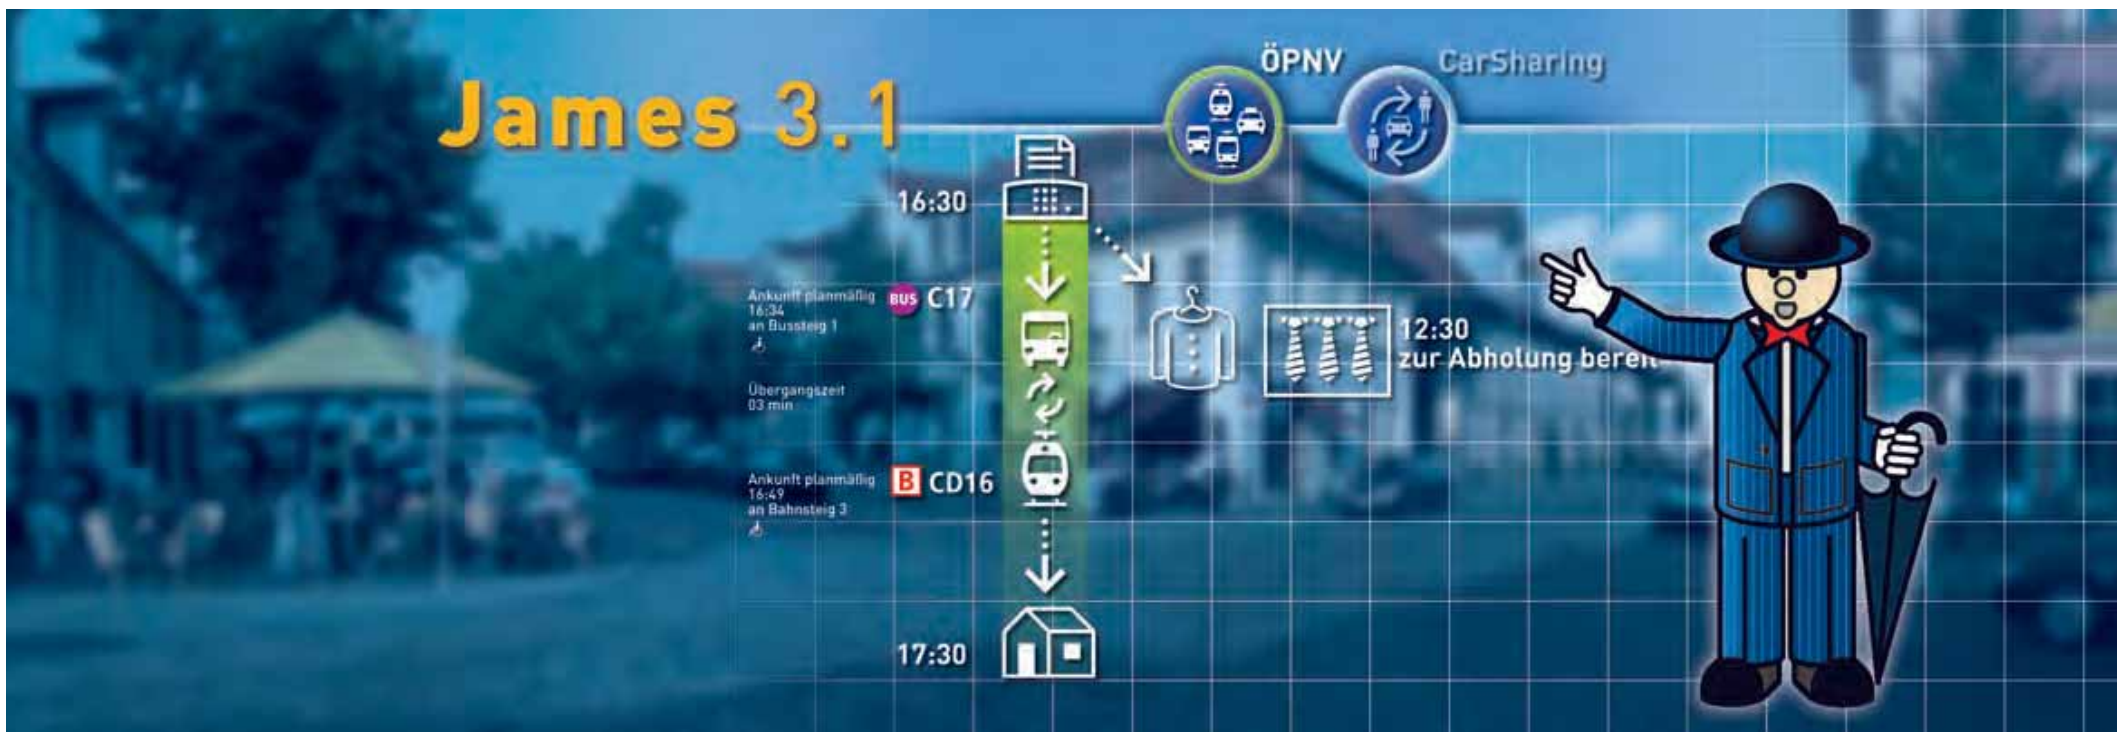 James 3.1
ÖPNV
CarSharing
16:30
Ankunft planmäßig
16:34
an Bussteig 1
BUS C17
12:30
zur Abholung bereit
Übergangszeit
03 min
Ankunft planmäßig
16:49
an Bahnsteig 3
B CD16
17:30